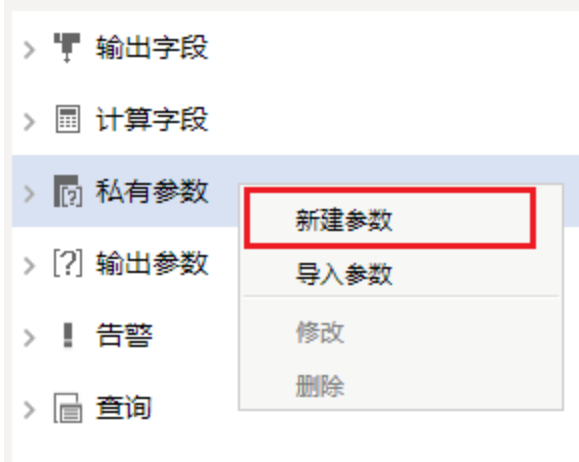 输出字段
计算字段
私有参数
新建参数
[?] 输出参数
导入参数
告警
修改
删除
查询